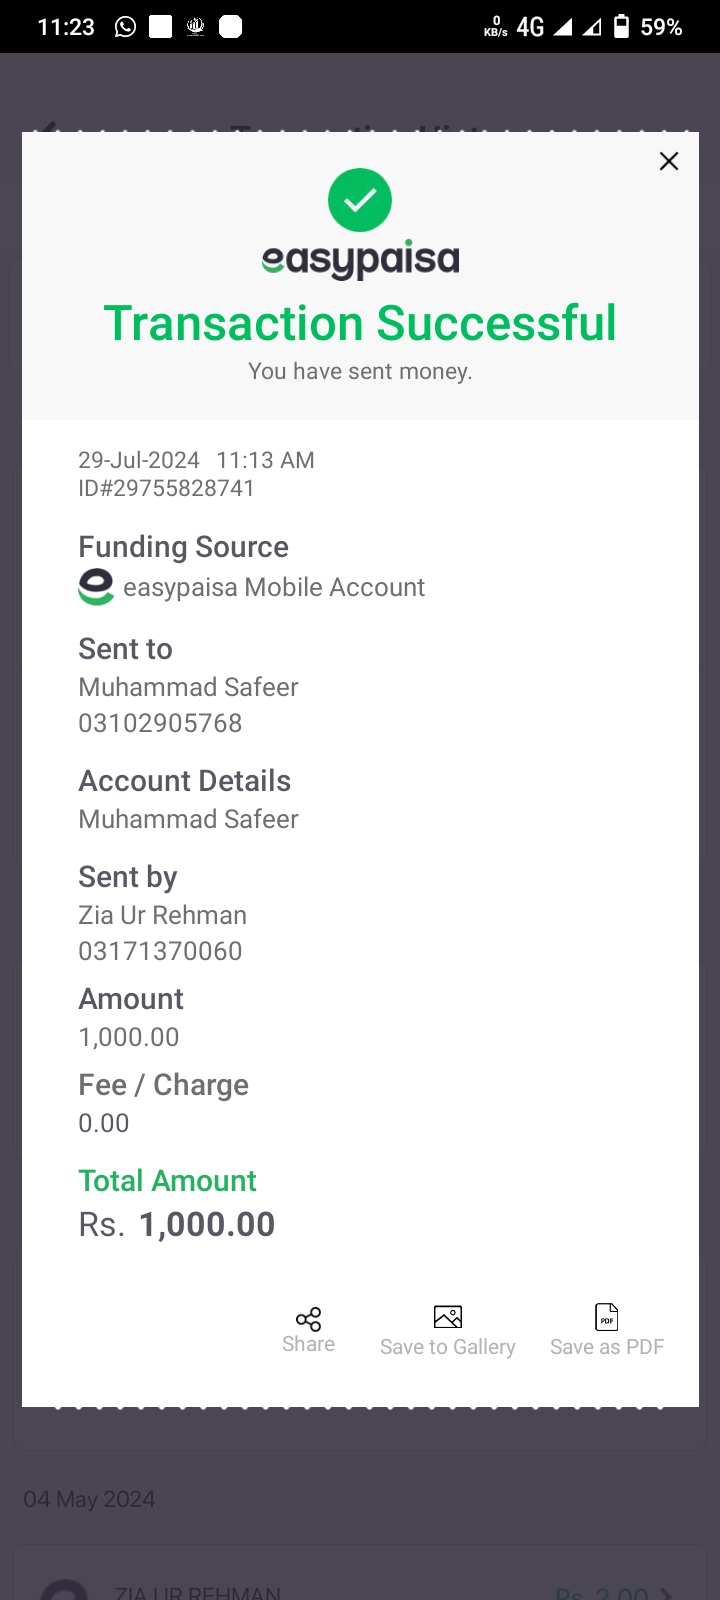 11:23
0
KB/s
4G
59%
easypaisa
Transaction Successful
You have sent money.
29-Jul-2024 11:13 AM
ID#29755828741
Funding Source
easypaisa Mobile Account
Sent to
Muhammad Safeer
03102905768
Account Details
Muhammad Safeer
Sent by
Zia Ur Rehman
03171370060
Amount
1,000.00
Fee / Charge
0.00
Total Amount
Rs. 1,000.00
Share
Save to Gallery
PDF
Save as PDF
04 May 2024
ZIA UR REHMAN
Rs. 2.00